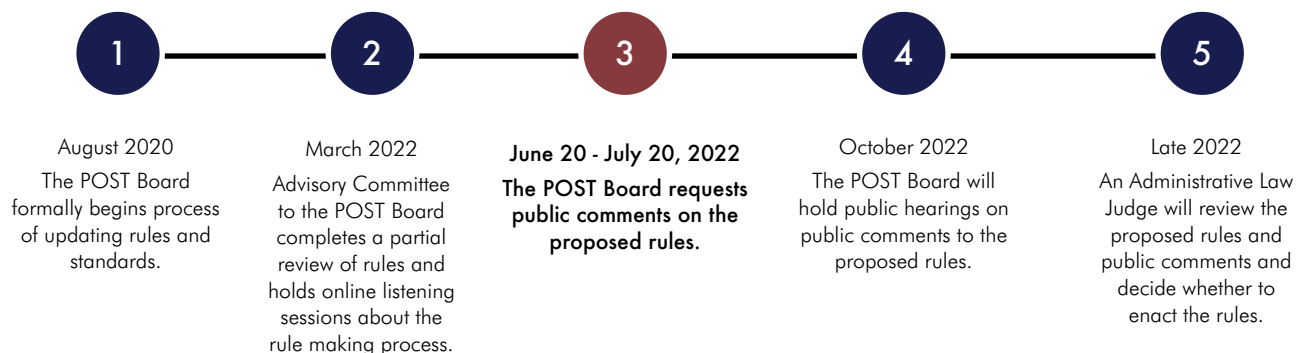 1
2
3
4
5
August 2020
The POST Board
formally begins process
of updating rules and
standards.
March 2022
Advisory Committee
to the POST Board
completes a partial
review of rules and
holds online listening
sessions about the
rule making process.
June 20 - July 20, 2022
The POST Board requests
public comments on the
proposed rules.
October 2022
The POST Board will
hold public hearings on
public comments to the
proposed rules.
Late 2022
An Administrative Law
Judge will review the
proposed rules and
public comments and
decide whether to
enact the rules.